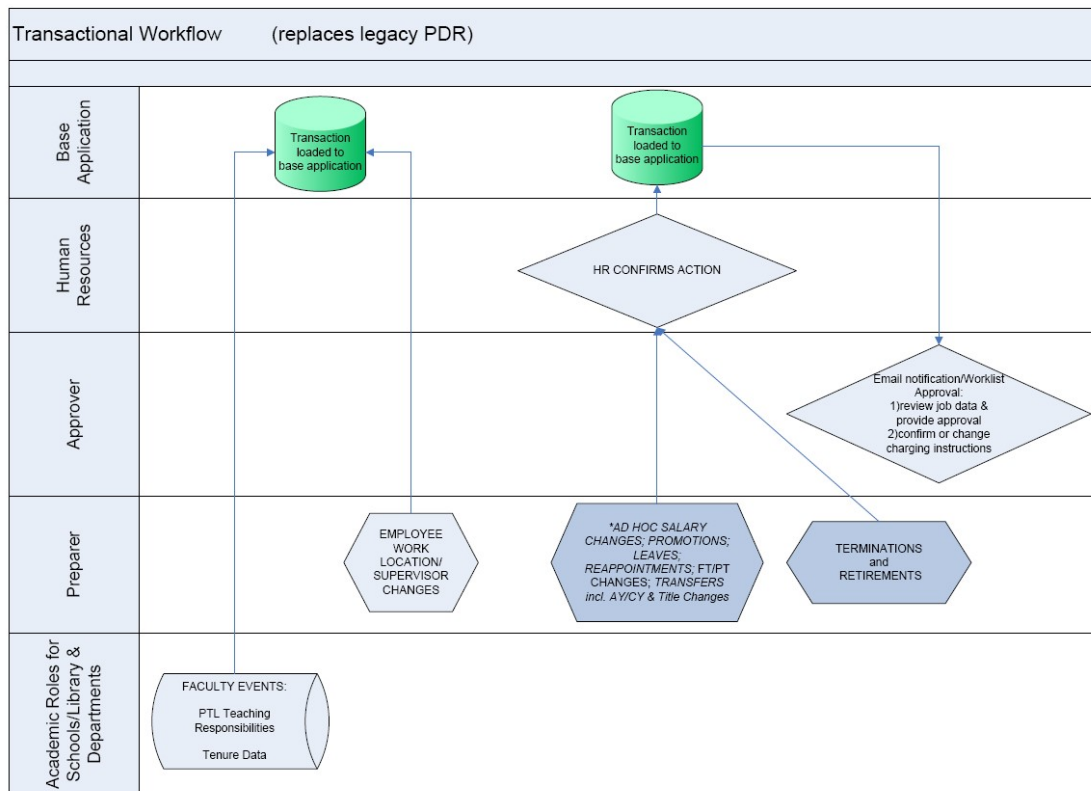 Transactional Workflow (replaces legacy PDR)
Base
Application
Transaction
loaded to
base application
Transaction
loaded to
base application
Human
Resources
HR CONFIRMS ACTION
Approver
Email notification/Worklist
Approval:
1)review job data &
provide approval
2)confirm or change
charging instructions
Preparer
EMPLOYEE
WORK
LOCATION/
SUPERVISOR
CHANGES
*AD HOC SALARY
CHANGES; PROMOTIONS;
LEAVES;
REAPPOINTMENTS; FT/PT
CHANGES; TRANSFERS
incl. AY/CY & Title Changes
TERMINATIONS
and
RETIREMENTS
Academic Roles for
Schools/Library &
Departments
FACULTY EVENTS:
PTL Teaching
Responsibilities
Tenure Data